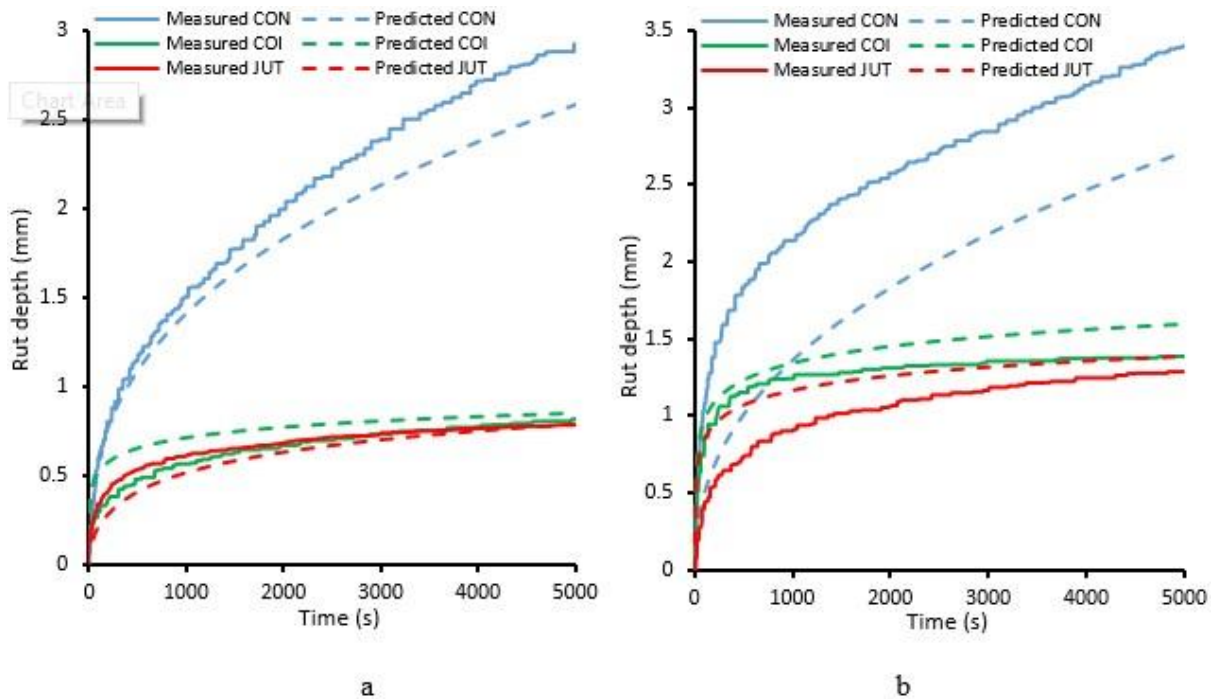 Measured CON Predicted CON
Measured COI Predicted COI
Measured JUT Predicted JUT
Chart Area
3
2.5
2
1.5
1
0.5
0
Rut depth (mm)
0 1000 2000 3000 4000 5000
Time (s)
a
Measured CON Predicted CON
Measured COI Predicted COI
Measured JUT Predicted JUT
3.5
3
2.5
2
1.5
1
0.5
0
Rut depth (mm)
0 1000 2000 3000 4000 5000
Time (s)
b